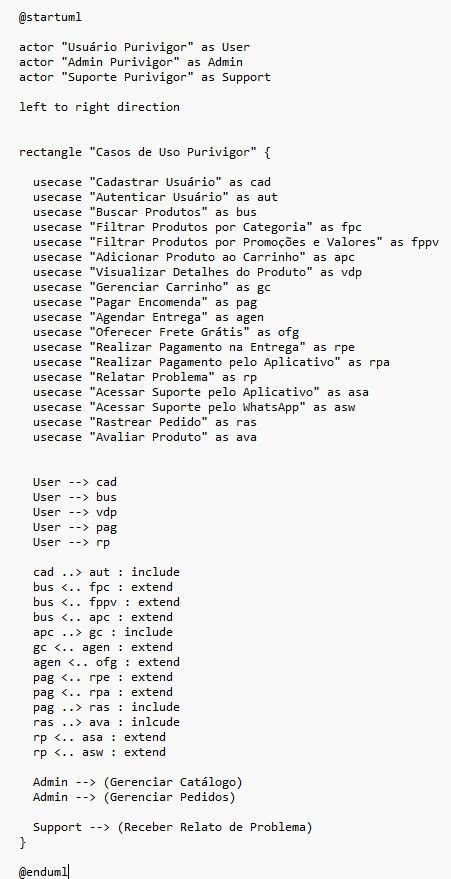 @startuml
actor "Usuário Purivigor" as User
actor "Admin Purivigor" as Admin
actor "Suporte Purivigor" as Support
left to right direction
rectangle "Casos de Uso Purivigor" {
usecase "Cadastrar Usuário" as cad
usecase "Autenticar Usuário" as aut
usecase "Buscar Produtos" as bus
usecase "Filtrar Produtos por Categoria" as fpc
usecase "Filtrar Produtos por Promoções e Valores" as fppv
usecase "Adicionar Produto ao Carrinho" as apc
usecase "Visualizar Detalhes do Produto" as vdp
usecase "Gerenciar Carrinho" as gc
usecase "Pagar Encomenda" as pag
usecase "Agendar Entrega" as agen
usecase "Oferecer Frete Grátis" as ofg
usecase "Realizar Pagamento na Entrega" as rpe
usecase "Realizar Pagamento pelo Aplicativo" as rpa
usecase "Relatar Problema" as rp
usecase "Acessar Suporte pelo Aplicativo" as asa
usecase "Acessar Suporte pelo WhatsApp" as asw
usecase "Rastrear Pedido" as ras
usecase "Avaliar Produto" as ava
User --> cad
User --> bus
User --> vdp
User --> pag
User --> rp
cad ..> aut : include
bus <.. fpc : extend
bus <.. fppv : extend
bus <.. apc : extend
apc ..> gc : include
gc <.. agen : extend
agen <.. ofg : extend
pag <.. rpe : extend
pag <.. rpa : extend
pag ..> ras : include
ras ..> ava : inlcude
rp <.. asa : extend
rp <.. asw : extend
Admin --> (Gerenciar Catálogo)
Admin --> (Gerenciar Pedidos)
Support --> (Receber Relato de Problema)
}
@enduml